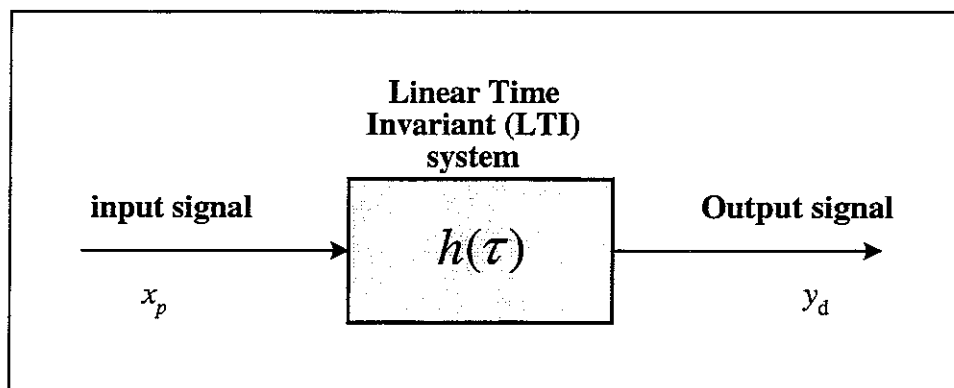 Linear Time
Invariant (LTI)
system
input signal
Output signal
h(τ)
x_p
y_d